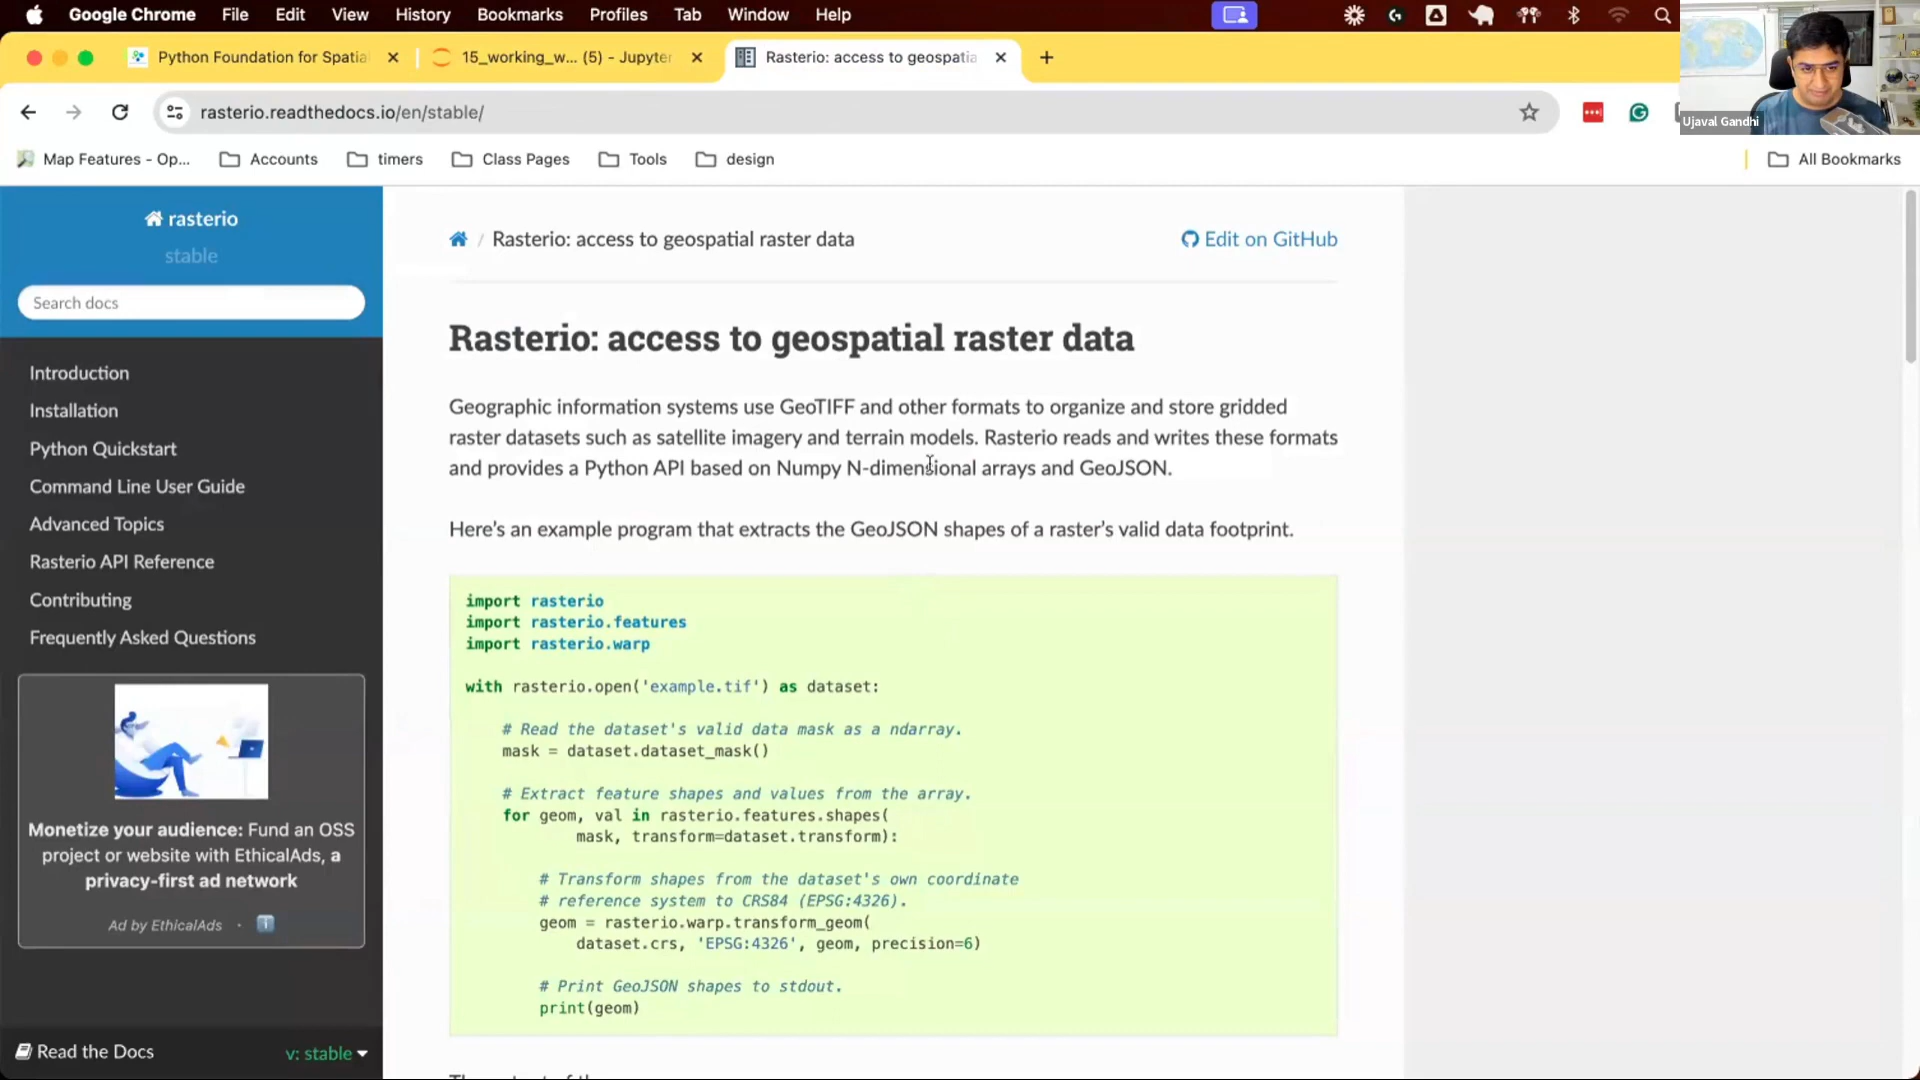 Google Chrome File Edit View History Bookmarks Profiles Tab Window Help
Python Foundation for Spatia
15_working_w... (5) - Jupyter
Rasterio: access to geospatia
rasterio.readthedocs.io/en/stable/
Ujaval Gandhi
Map Features - Op... Accounts timers Class Pages Tools design All Bookmarks
rasterio
stable
Search docs
Introduction
Installation
Python Quickstart
Command Line User Guide
Advanced Topics
Rasterio API Reference
Contributing
Frequently Asked Questions
Monetize your audience: Fund an OSS
project or website with EthicalAds, a
privacy-first ad network
Ad by EthicalAds ·
Read the Docs v: stable
/ Rasterio: access to geospatial raster data Edit on GitHub
Rasterio: access to geospatial raster data
Geographic information systems use GeoTIFF and other formats to organize and store gridded
raster datasets such as satellite imagery and terrain models. Rasterio reads and writes these formats
and provides a Python API based on Numpy N-dimensional arrays and GeoJSON.
Here’s an example program that extracts the GeoJSON shapes of a raster’s valid data footprint.
import rasterio
import rasterio.features
import rasterio.warp
with rasterio.open('example.tif') as dataset:
# Read the dataset's valid data mask as a ndarray.
mask = dataset.dataset_mask()
# Extract feature shapes and values from the array.
for geom, val in rasterio.features.shapes(
mask, transform=dataset.transform):
# Transform shapes from the dataset's own coordinate
# reference system to CRS84 (EPSG:4326).
geom = rasterio.warp.transform_geom(
dataset.crs, 'EPSG:4326', geom, precision=6)
# Print GeoJSON shapes to stdout.
print(geom)